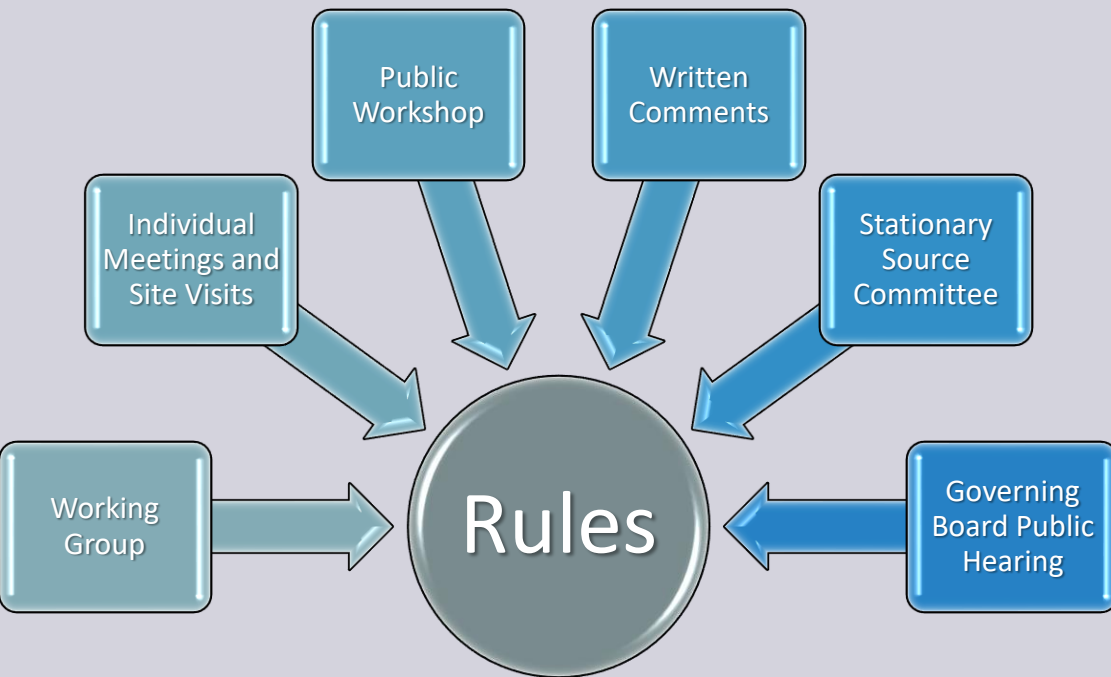 Public
Workshop
Written
Comments
Individual
Meetings and
Site Visits
Stationary
Source
Committee
Working
Group
Rules
Governing
Board Public
Hearing